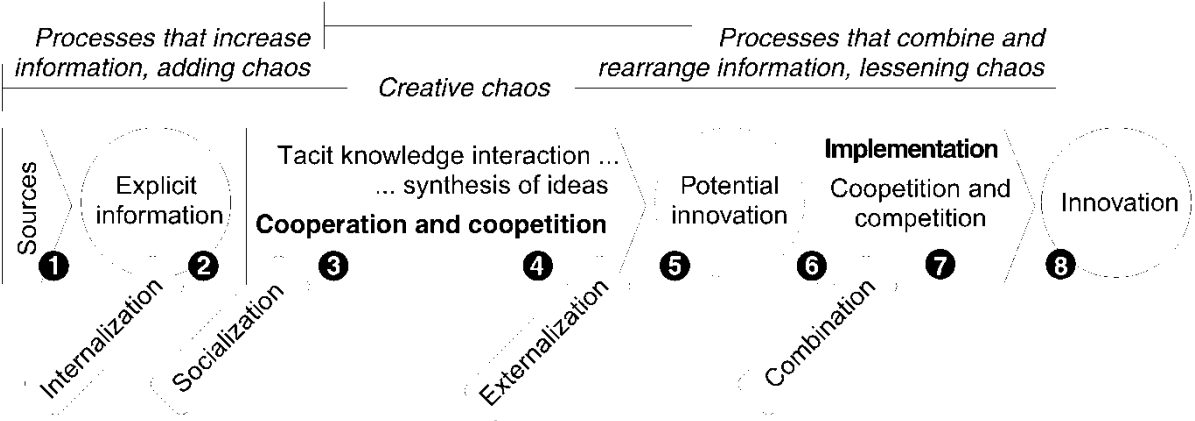 Processes that increase
information, adding chaos
Processes that combine and
rearrange information, lessening chaos
Creative chaos
Sources
Explicit
information
Tacit knowledge interaction ...
... synthesis of ideas
Cooperation and coopetition
Potential
innovation
Implementation
Coopetition and
competition
Innovation
1
2
3
4
5
6
7
8
Internalization
Socialization
Externalization
Combination